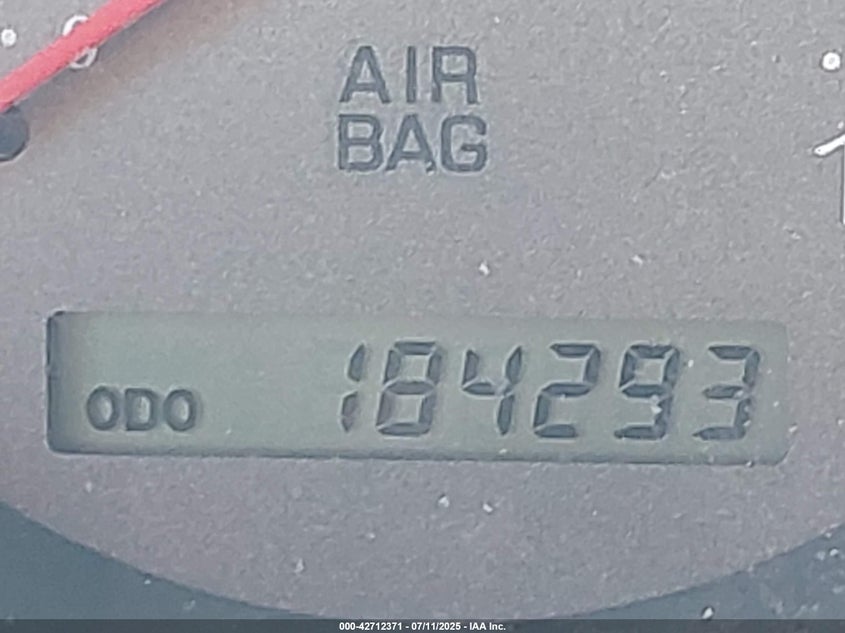 AIR
BAG
ODO 184293
000-42712371 - 07/11/2025 - IAA Inc.